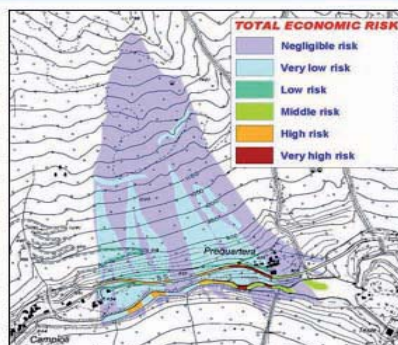 TOTAL ECONOMIC RISK
Negligible risk
Very low risk
Low risk
Middle risk
High risk
Very high risk
Prequartera
Campioli